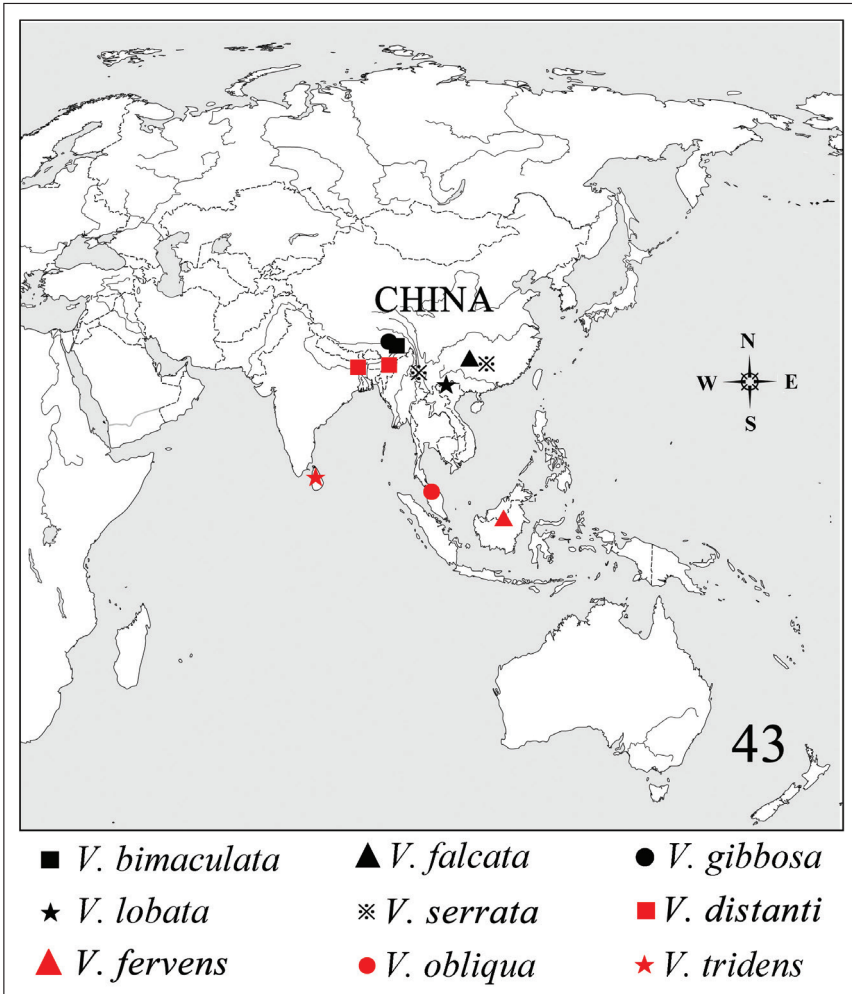 CHINA
N
W E
S
43
V. bimaculata V. falcata V. gibbosa
V. lobata V. serrata V. distanti
V. fervens V. obliqua V. tridens